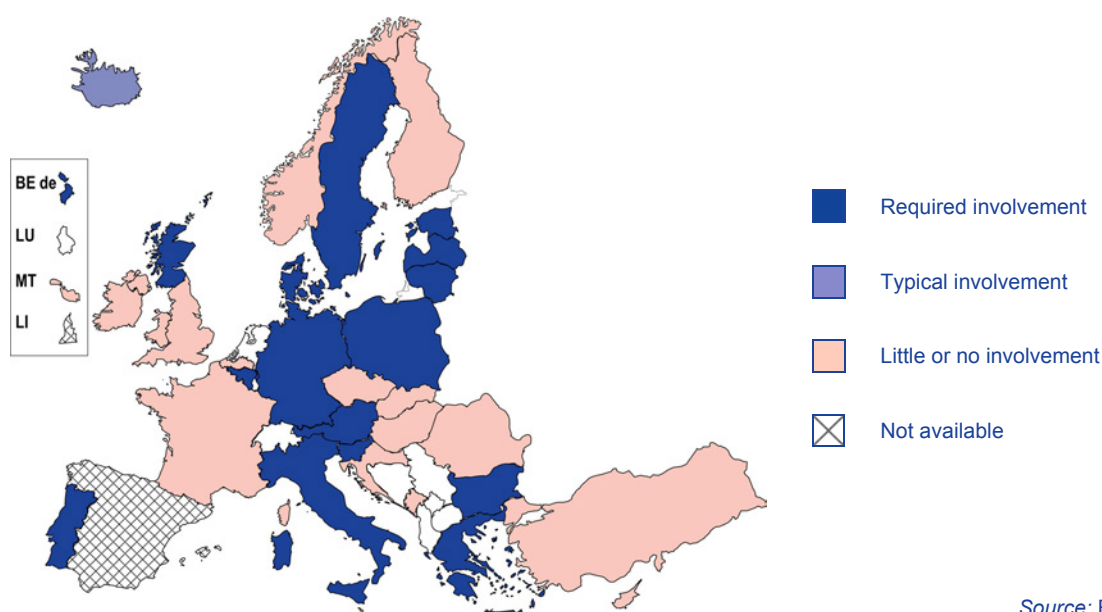 BE de
LU
MT
LI
Required involvement
Typical involvement
Little or no involvement
Not available
Source: